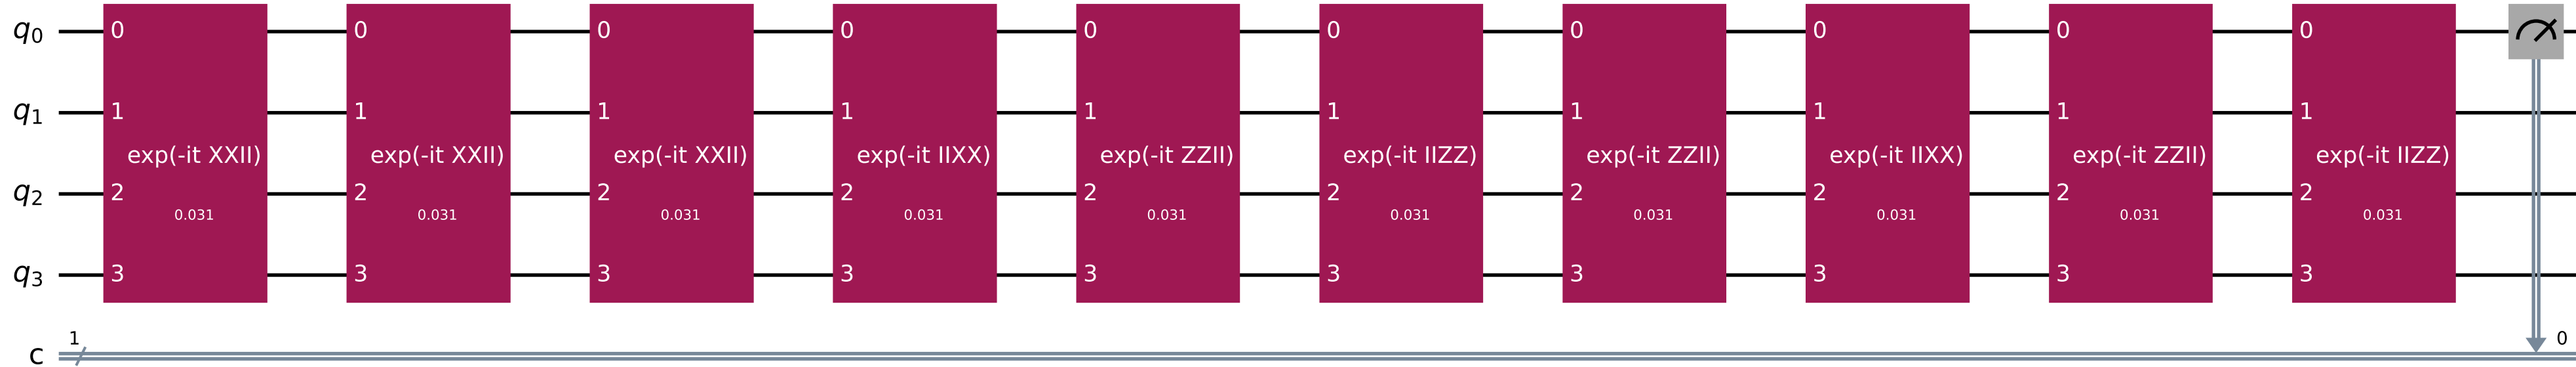 q0 0 0 0 0 0 0 0 0 0 0
q1 1 1 1 1 1 1 1 1 1 1
exp(-it XXII) exp(-it XXII) exp(-it XXII) exp(-it IIXX) exp(-it ZZII) exp(-it IIZZ) exp(-it ZZII) exp(-it IIXX) exp(-it ZZII) exp(-it IIZZ)
q2 2 2 2 2 2 2 2 2 2 2
0.031 0.031 0.031 0.031 0.031 0.031 0.031 0.031 0.031 0.031
q3 3 3 3 3 3 3 3 3 3 3
1 0
c